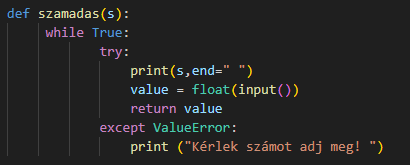 def szamadas(s):
    while True:
        try:
            print(s,end=" ")
            value = float(input())
            return value
        except ValueError:
            print ("Kérlek számot adj meg! ")